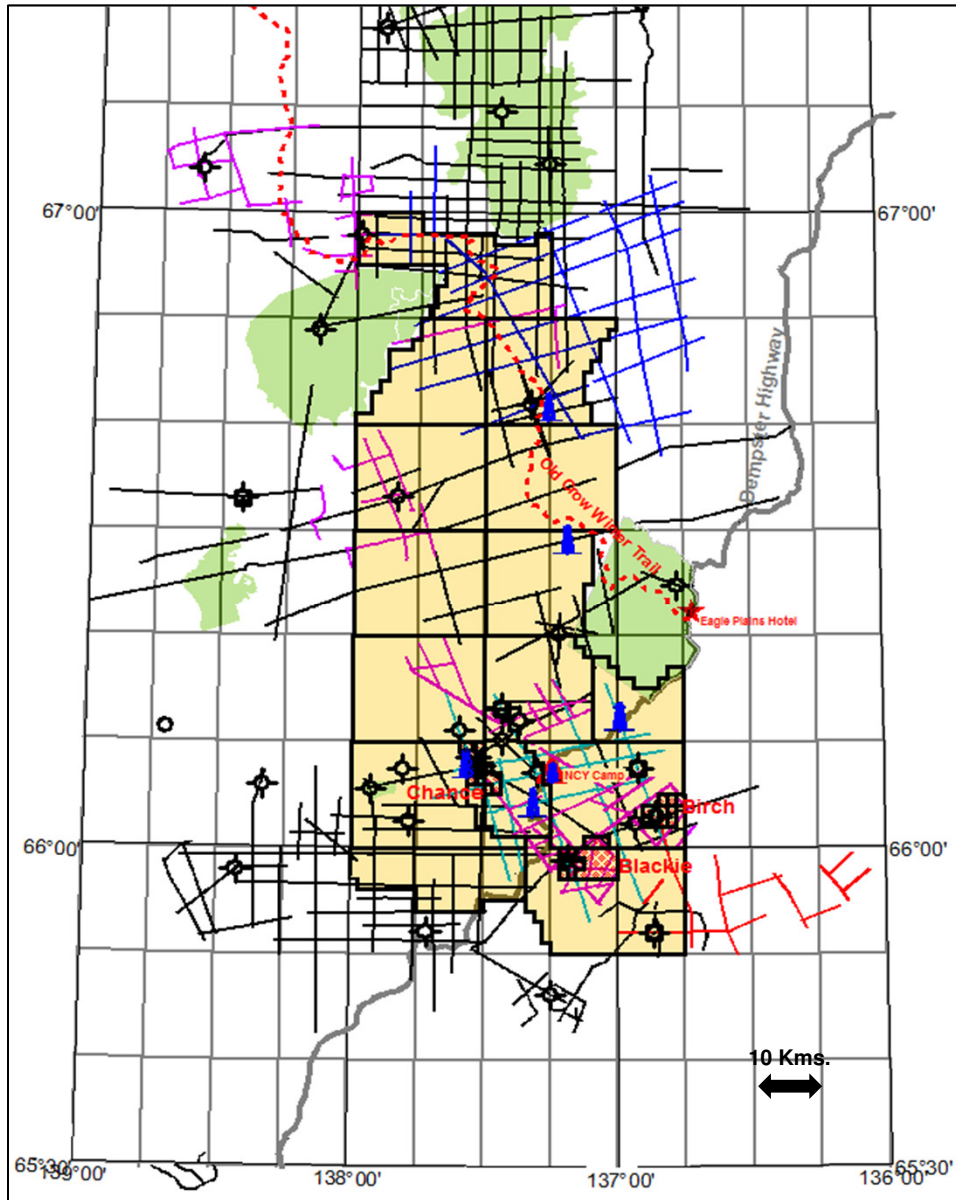 67°00'
67°00'
Dempster Highway
Old Crow Winter Trail
Eagle Plains Hotel
NCY Camp
Chance
Birch
66°00'
66°00'
Blackie
10 Kms.
65°30'
65°30'
139°00'
138°00'
137°00'
136°00'